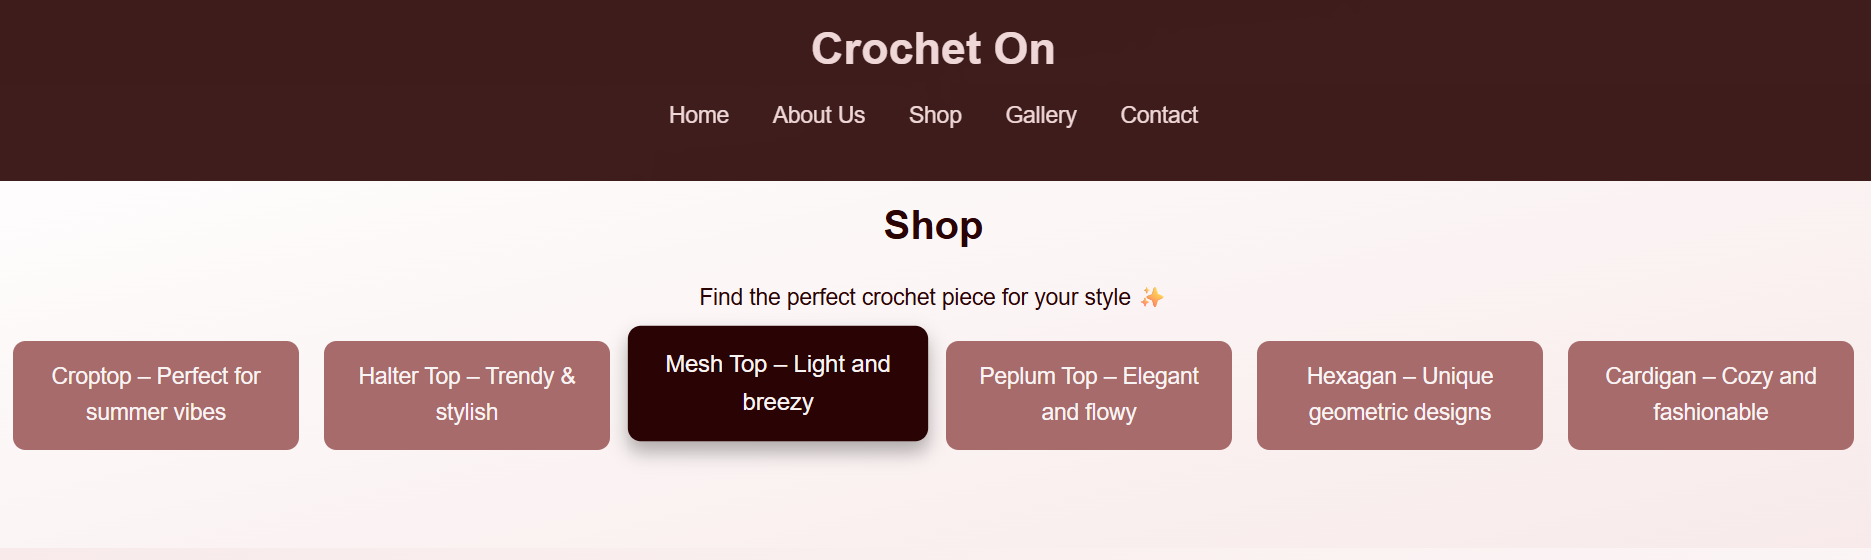 Crochet On
Home About Us Shop Gallery Contact
Shop
Find the perfect crochet piece for your style ✨
Croptop – Perfect for
summer vibes
Halter Top – Trendy &
stylish
Mesh Top – Light and
breezy
Peplum Top – Elegant
and flowy
Hexagan – Unique
geometric designs
Cardigan – Cozy and
fashionable